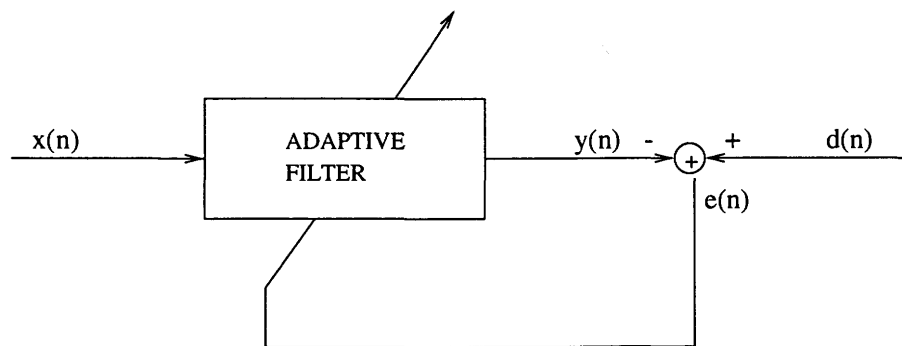 x(n)
ADAPTIVE
FILTER
y(n)
-
+
+
d(n)
e(n)